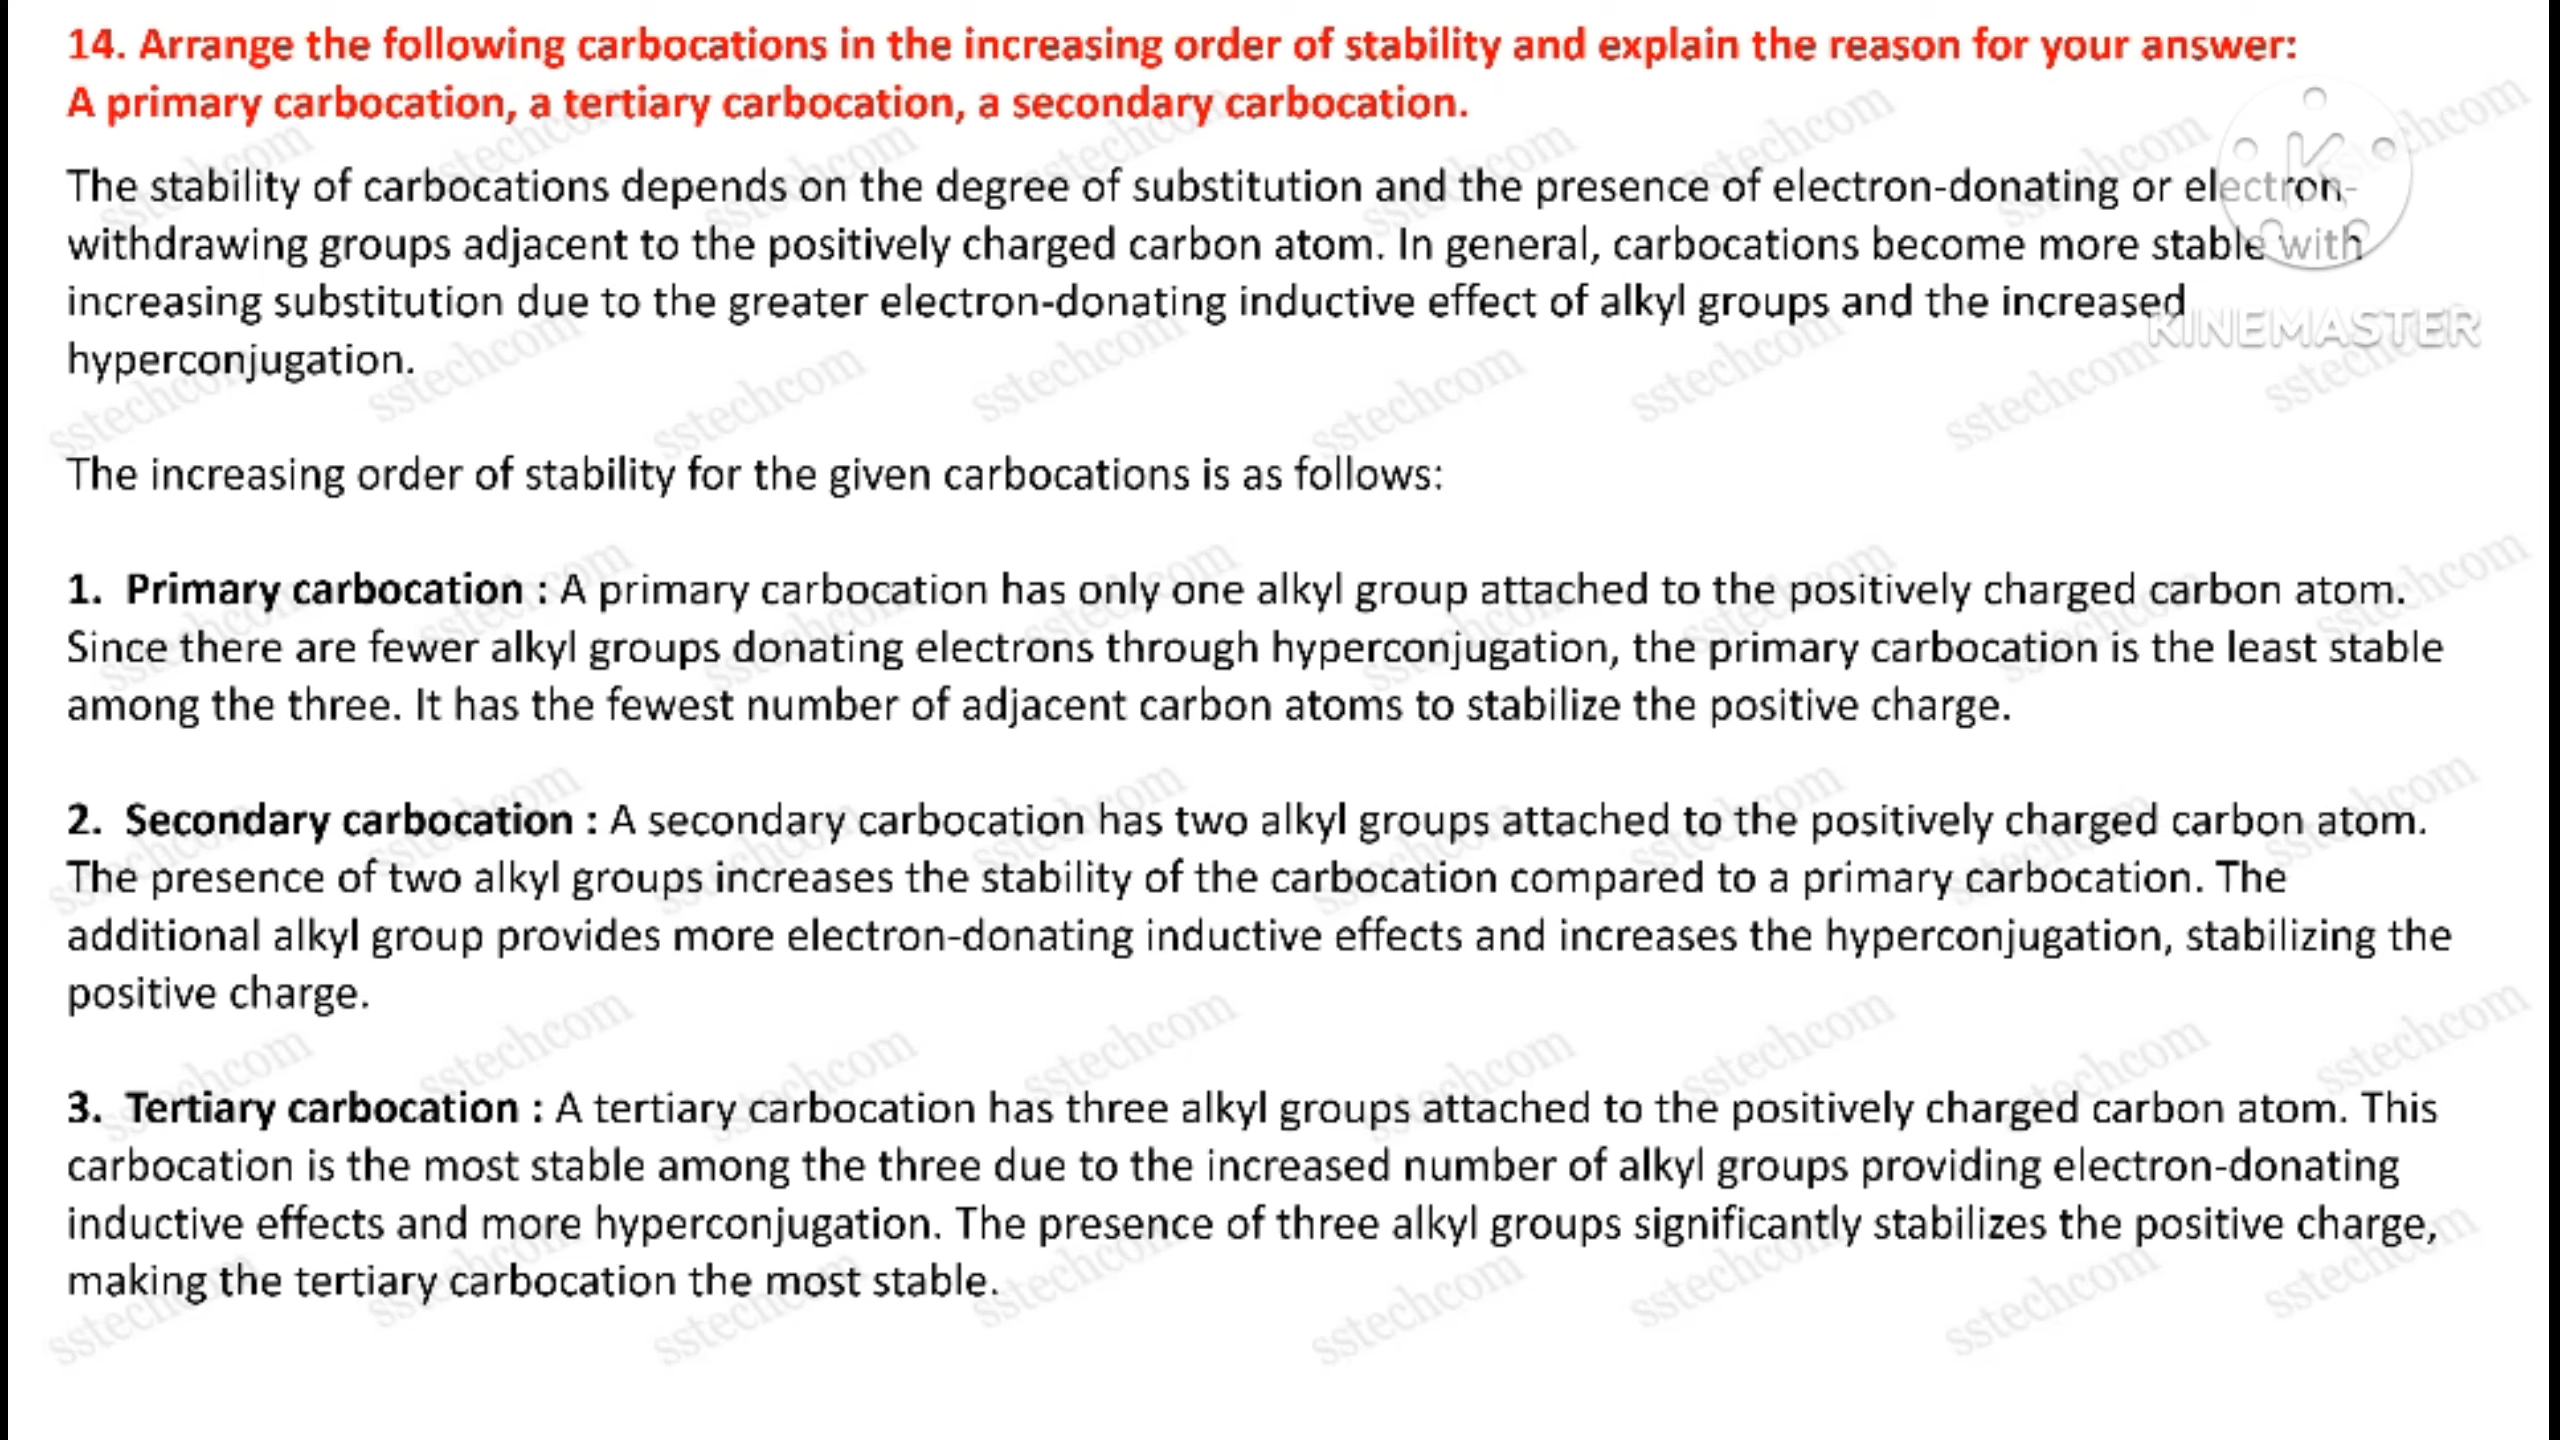 14. Arrange the following carbocations in the increasing order of stability and explain the reason for your answer:
A primary carbocation, a tertiary carbocation, a secondary carbocation.
The stability of carbocations depends on the degree of substitution and the presence of electron-donating or electron-
withdrawing groups adjacent to the positively charged carbon atom. In general, carbocations become more stable with
increasing substitution due to the greater electron-donating inductive effect of alkyl groups and the increased
hyperconjugation.
KINEMASTER
The increasing order of stability for the given carbocations is as follows:
1. Primary carbocation : A primary carbocation has only one alkyl group attached to the positively charged carbon atom.
Since there are fewer alkyl groups donating electrons through hyperconjugation, the primary carbocation is the least stable
among the three. It has the fewest number of adjacent carbon atoms to stabilize the positive charge.
2. Secondary carbocation : A secondary carbocation has two alkyl groups attached to the positively charged carbon atom.
The presence of two alkyl groups increases the stability of the carbocation compared to a primary carbocation. The
additional alkyl group provides more electron-donating inductive effects and increases the hyperconjugation, stabilizing the
positive charge.
3. Tertiary carbocation : A tertiary carbocation has three alkyl groups attached to the positively charged carbon atom. This
carbocation is the most stable among the three due to the increased number of alkyl groups providing electron-donating
inductive effects and more hyperconjugation. The presence of three alkyl groups significantly stabilizes the positive charge,
making the tertiary carbocation the most stable.
sstechcom